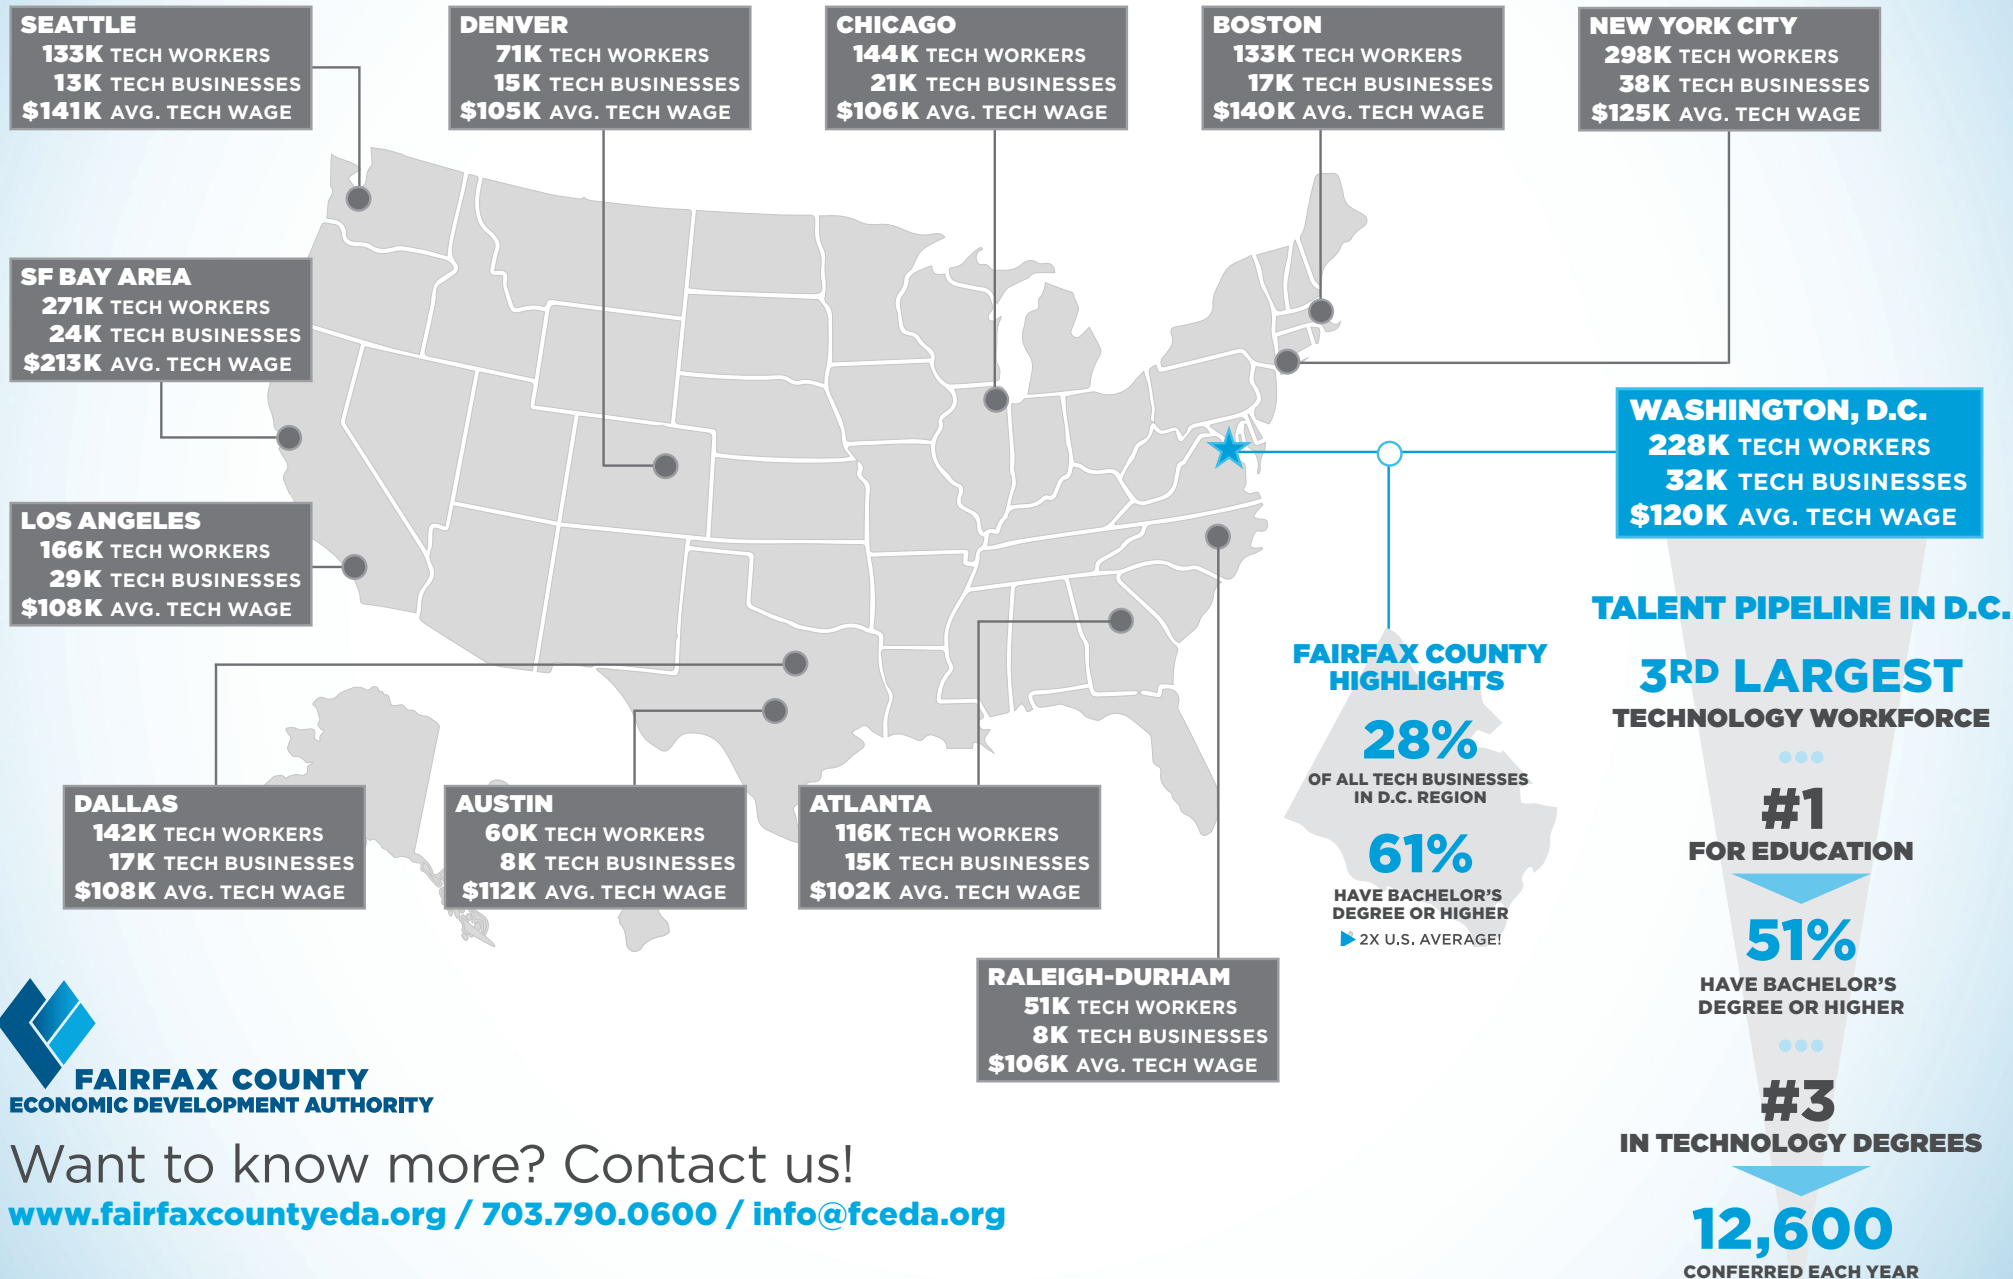 SEATTLE
133K TECH WORKERS
13K TECH BUSINESSES
$141K AVG. TECH WAGE
DENVER
71K TECH WORKERS
15K TECH BUSINESSES
$105K AVG. TECH WAGE
CHICAGO
144K TECH WORKERS
21K TECH BUSINESSES
$106K AVG. TECH WAGE
BOSTON
133K TECH WORKERS
17K TECH BUSINESSES
$140K AVG. TECH WAGE
NEW YORK CITY
298K TECH WORKERS
38K TECH BUSINESSES
$125K AVG. TECH WAGE
SF BAY AREA
271K TECH WORKERS
24K TECH BUSINESSES
$213K AVG. TECH WAGE
WASHINGTON, D.C.
228K TECH WORKERS
32K TECH BUSINESSES
$120K AVG. TECH WAGE
LOS ANGELES
166K TECH WORKERS
29K TECH BUSINESSES
$108K AVG. TECH WAGE
DALLAS
142K TECH WORKERS
17K TECH BUSINESSES
$108K AVG. TECH WAGE
AUSTIN
60K TECH WORKERS
8K TECH BUSINESSES
$112K AVG. TECH WAGE
ATLANTA
116K TECH WORKERS
15K TECH BUSINESSES
$102K AVG. TECH WAGE
RALEIGH-DURHAM
51K TECH WORKERS
8K TECH BUSINESSES
$106K AVG. TECH WAGE
FAIRFAX COUNTY
HIGHLIGHTS
28%
OF ALL TECH BUSINESSES
IN D.C. REGION
61%
HAVE BACHELOR'S
DEGREE OR HIGHER
2X U.S. AVERAGE!
TALENT PIPELINE IN D.C.
3RD LARGEST
TECHNOLOGY WORKFORCE
#1
FOR EDUCATION
51%
HAVE BACHELOR'S
DEGREE OR HIGHER
#3
IN TECHNOLOGY DEGREES
12,600
CONFERRED EACH YEAR
FAIRFAX COUNTY
ECONOMIC DEVELOPMENT AUTHORITY
Want to know more? Contact us!
www.fairfaxcountyeda.org / 703.790.0600 / info@fceda.org